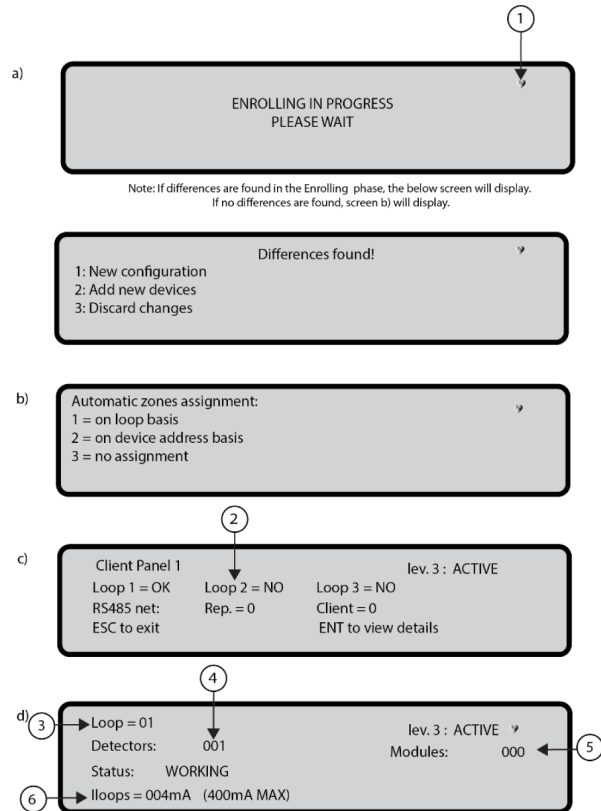 1
a)
ENROLLING IN PROGRESS
PLEASE WAIT
Note: If differences are found in the Enrolling phase, the below screen will display.
If no differences are found, screen b) will display.
Differences found!
1: New configuration
2: Add new devices
3: Discard changes
b)
Automatic zones assignment:
1 = on loop basis
2 = on device address basis
3 = no assignment
2
c)
Client Panel 1 lev. 3 : ACTIVE
Loop 1 = OK Loop 2 = NO Loop 3 = NO
RS485 net: Rep. = 0 Client = 0
ESC to exit ENT to view details
4
d)
3 Loop = 01 lev. 3 : ACTIVE
Detectors: 001 Modules: 000 5
Status: WORKING
6 Iloops = 004mA (400mA MAX)